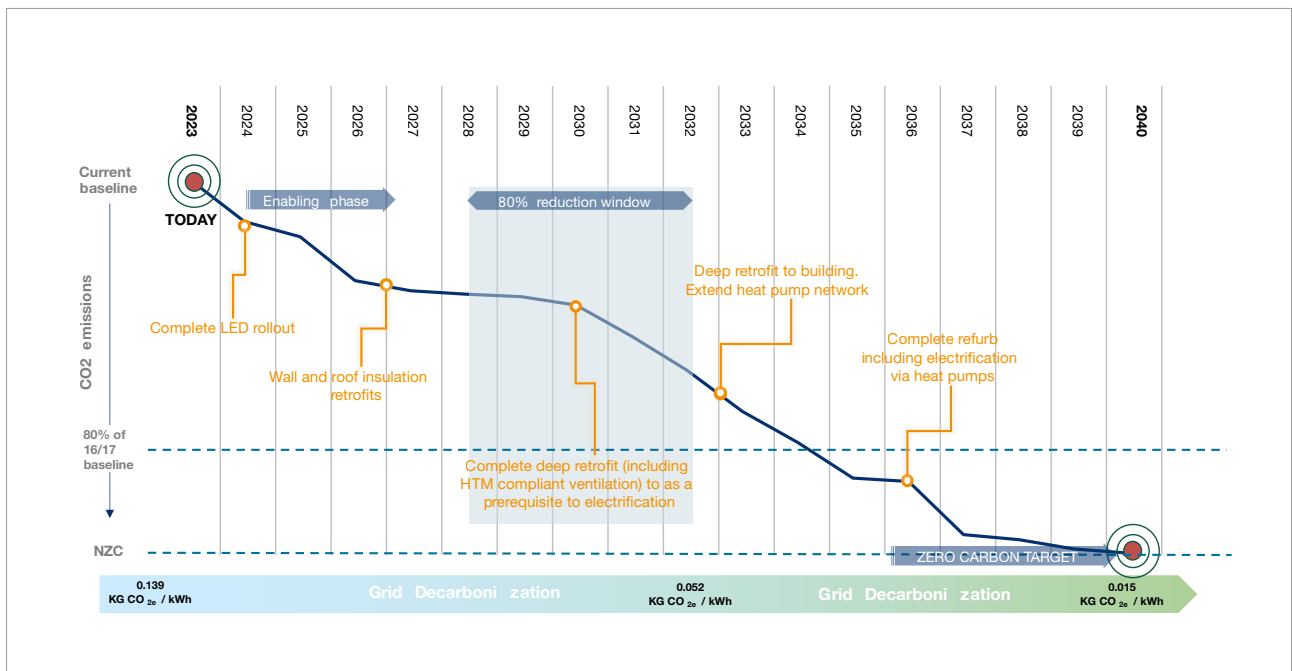 2023
2024
2025
2026
2027
2028
2029
2030
2031
2032
2033
2034
2035
2036
2037
2038
2039
2040
Current
baseline
TODAY
Enabling phase
80% reduction window
Deep retrofit to building.
Extend heat pump network
Complete LED rollout
Wall and roof insulation
retrofits
Complete refurb
including electrification
via heat pumps
CO2 emissions
80% of
16/17
baseline
Complete deep retrofit (including
HTM compliant ventilation) to as a
prerequisite to electrification
NZC
ZERO CARBON TARGET
0.139
KG CO 2e / kWh
Grid Decarboni zation
0.052
KG CO 2e / kWh
Grid Decarboni zation
0.015
KG CO 2e / kWh